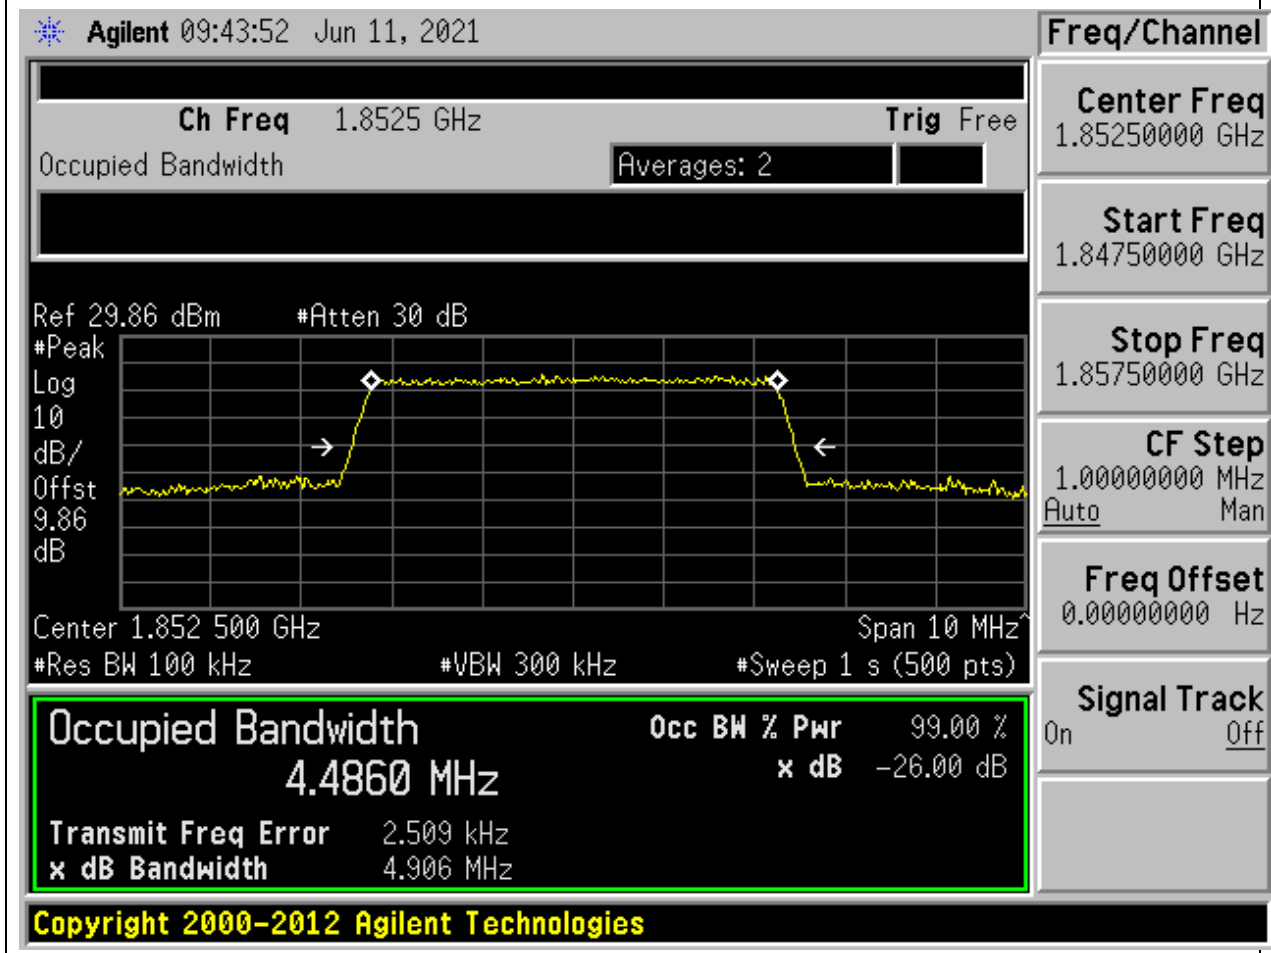 Agilent 09:43:52 Jun 11, 2021
Freq/Channel
Ch Freq 1.8525 GHz Trig Free
Occupied Bandwidth Averages: 2
Center Freq
1.85250000 GHz
Start Freq
1.84750000 GHz
Stop Freq
1.85750000 GHz
CF Step
1.00000000 MHz
Auto Man
Freq Offset
0.00000000 Hz
Signal Track
On Off
Ref 29.86 dBm #Atten 30 dB
#Peak
Log
10
dB/
Offst
9.86
dB
Center 1.852 500 GHz Span 10 MHz^
#Res BW 100 kHz #VBW 300 kHz #Sweep 1 s (500 pts)
Occupied Bandwidth
4.4860 MHz
Occ BW % Pwr 99.00 %
x dB -26.00 dB
Transmit Freq Error 2.509 kHz
x dB Bandwidth 4.906 MHz
Copyright 2000-2012 Agilent Technologies